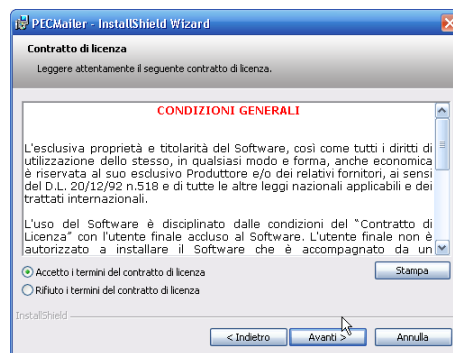 PECMailer - InstallShield Wizard
Contratto di licenza
Leggere attentamente il seguente contratto di licenza.
CONDIZIONI GENERALI
L'esclusiva proprietà e titolarità del Software, così come tutti i diritti di
utilizzazione dello stesso, in qualsiasi modo e forma, anche economica
è riservata al suo esclusivo Produttore e/o dei relativi fornitori, ai sensi
del D.L. 20/12/92 n.518 e di tutte le altre leggi nazionali applicabili e dei
trattati internazionali.
L'uso del Software è disciplinato dalle condizioni del "Contratto di
Licenza" con l'utente finale accluso al Software. L'utente finale non è
autorizzato a installare il Software che è accompagnato da un
Accetto i termini del contratto di licenza
Stampa
Rifiuto i termini del contratto di licenza
InstallShield
< Indietro
Avanti >
Annulla